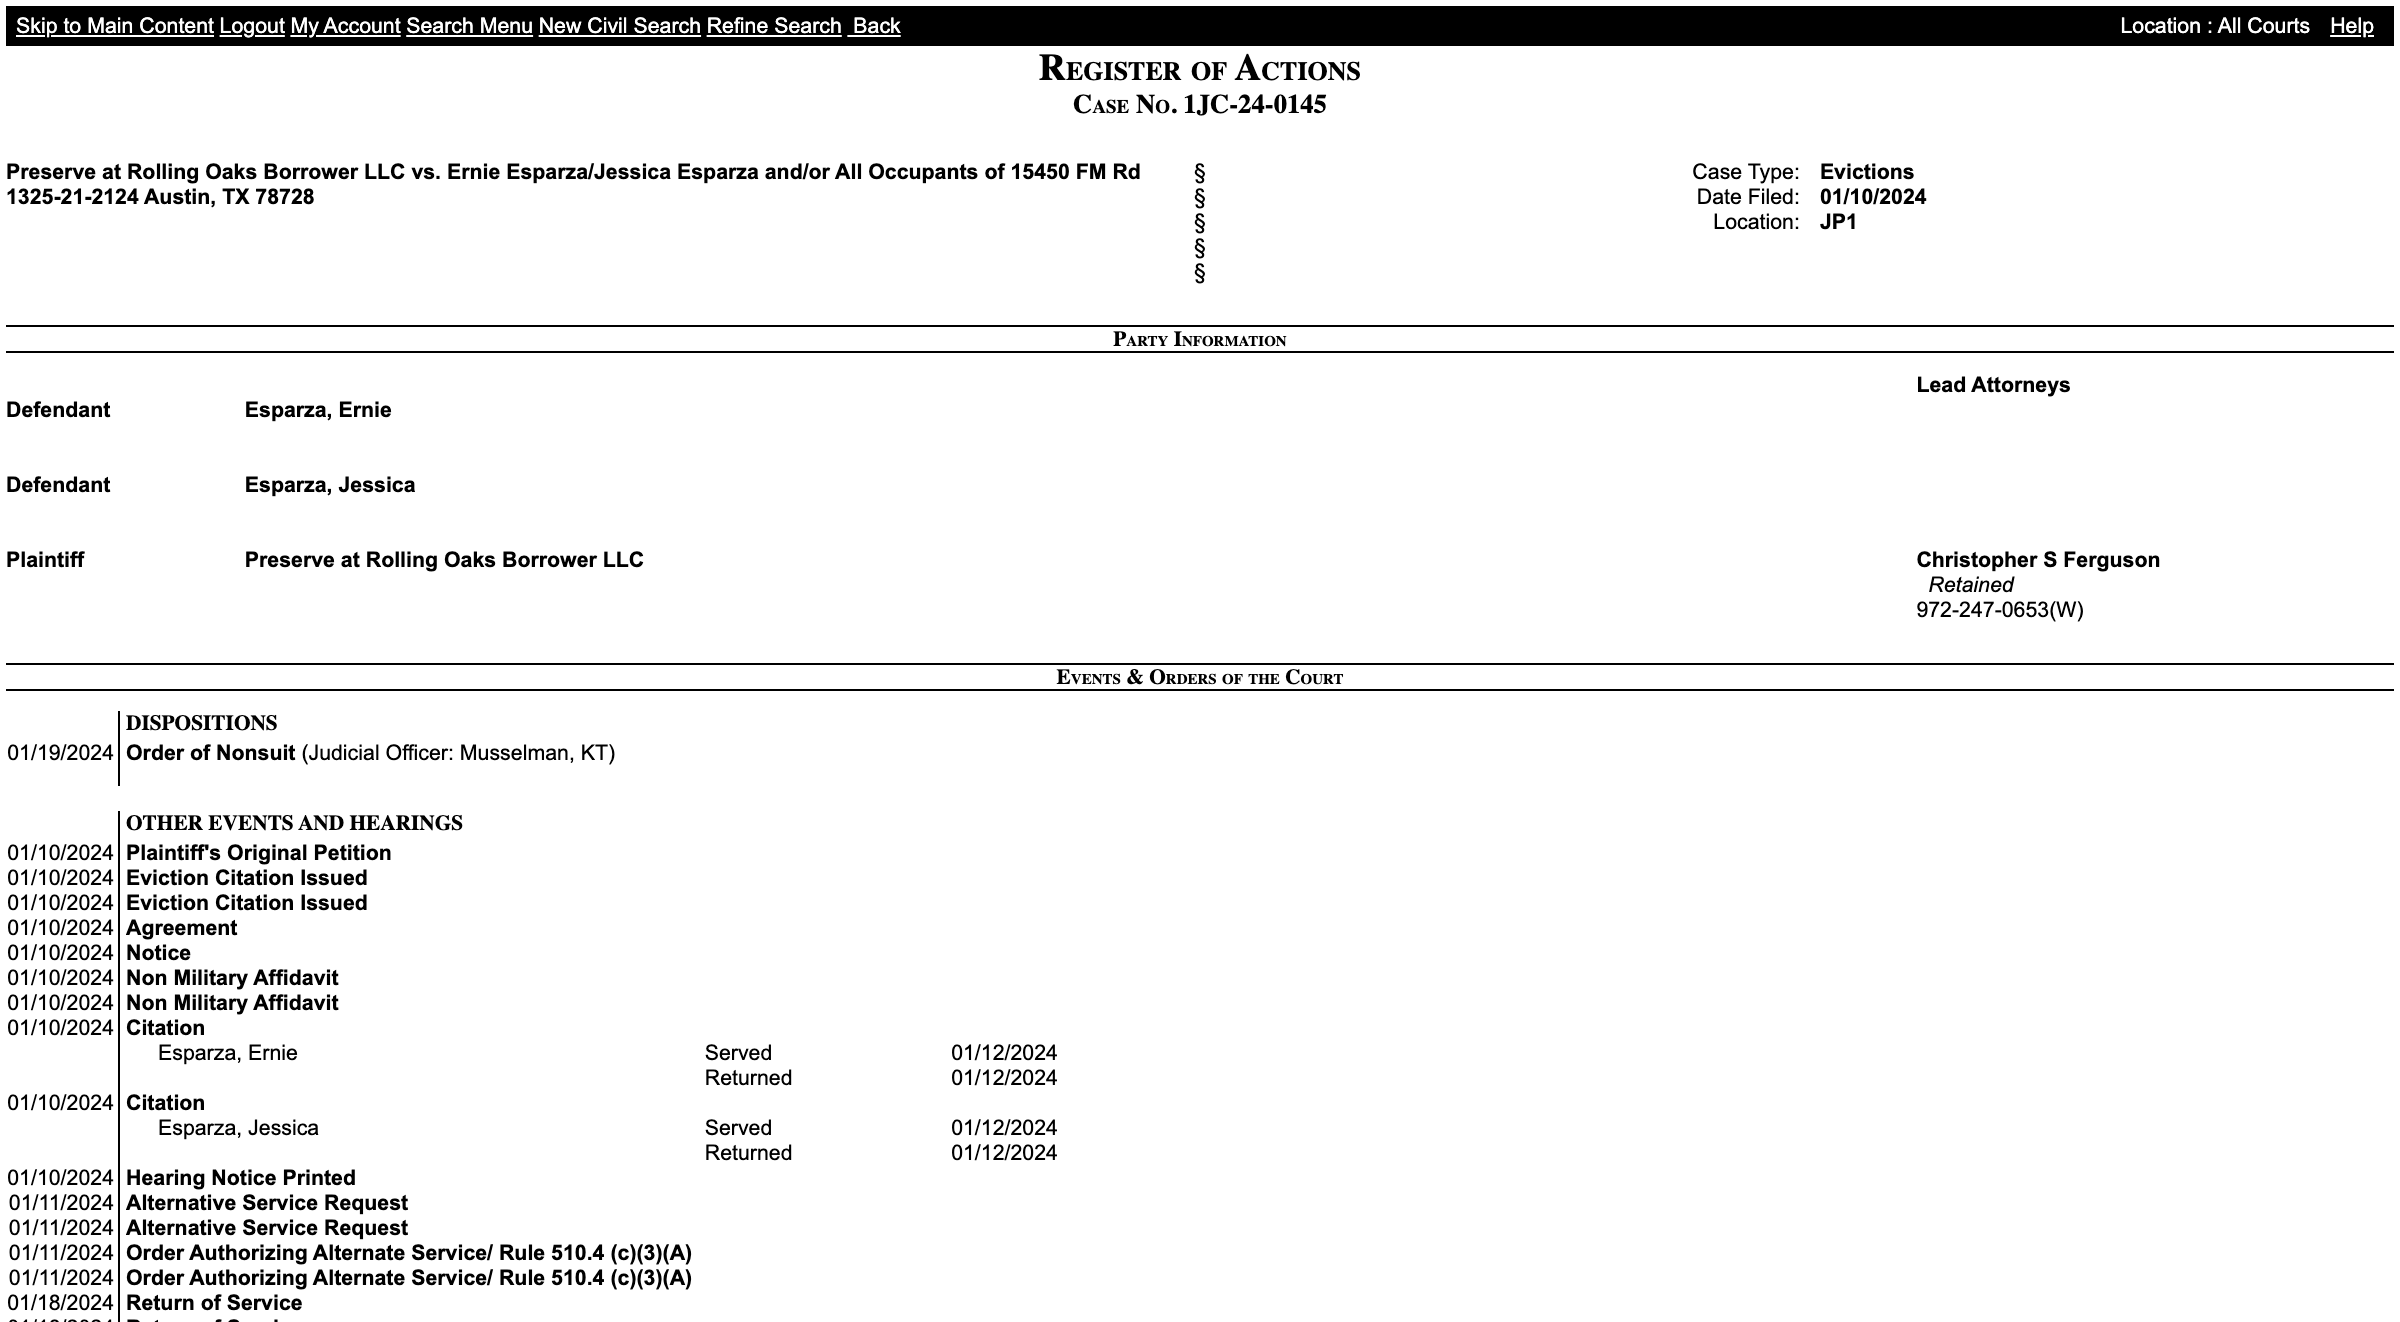 Skip to Main Content Logout My Account Search Menu New Civil Search Refine Search Back Location : All Courts Help
Register of Actions
Case No. 1JC-24-0145
Preserve at Rolling Oaks Borrower LLC vs. Ernie Esparza/Jessica Esparza and/or All Occupants of 15450 FM Rd § Case Type: Evictions
1325-21-2124 Austin, TX 78728 § Date Filed: 01/10/2024
§ Location: JP1
§
§
Party Information
Lead Attorneys
Defendant Esparza, Ernie
Defendant Esparza, Jessica
Plaintiff Preserve at Rolling Oaks Borrower LLC Christopher S Ferguson
Retained
972-247-0653(W)
Events & Orders of the Court
DISPOSITIONS
01/19/2024 Order of Nonsuit (Judicial Officer: Musselman, KT)
OTHER EVENTS AND HEARINGS
01/10/2024 Plaintiff's Original Petition
01/10/2024 Eviction Citation Issued
01/10/2024 Eviction Citation Issued
01/10/2024 Agreement
01/10/2024 Notice
01/10/2024 Non Military Affidavit
01/10/2024 Non Military Affidavit
01/10/2024 Citation
Esparza, Ernie Served 01/12/2024
Returned 01/12/2024
01/10/2024 Citation
Esparza, Jessica Served 01/12/2024
Returned 01/12/2024
01/10/2024 Hearing Notice Printed
01/11/2024 Alternative Service Request
01/11/2024 Alternative Service Request
01/11/2024 Order Authorizing Alternate Service/ Rule 510.4 (c)(3)(A)
01/11/2024 Order Authorizing Alternate Service/ Rule 510.4 (c)(3)(A)
01/18/2024 Return of Service